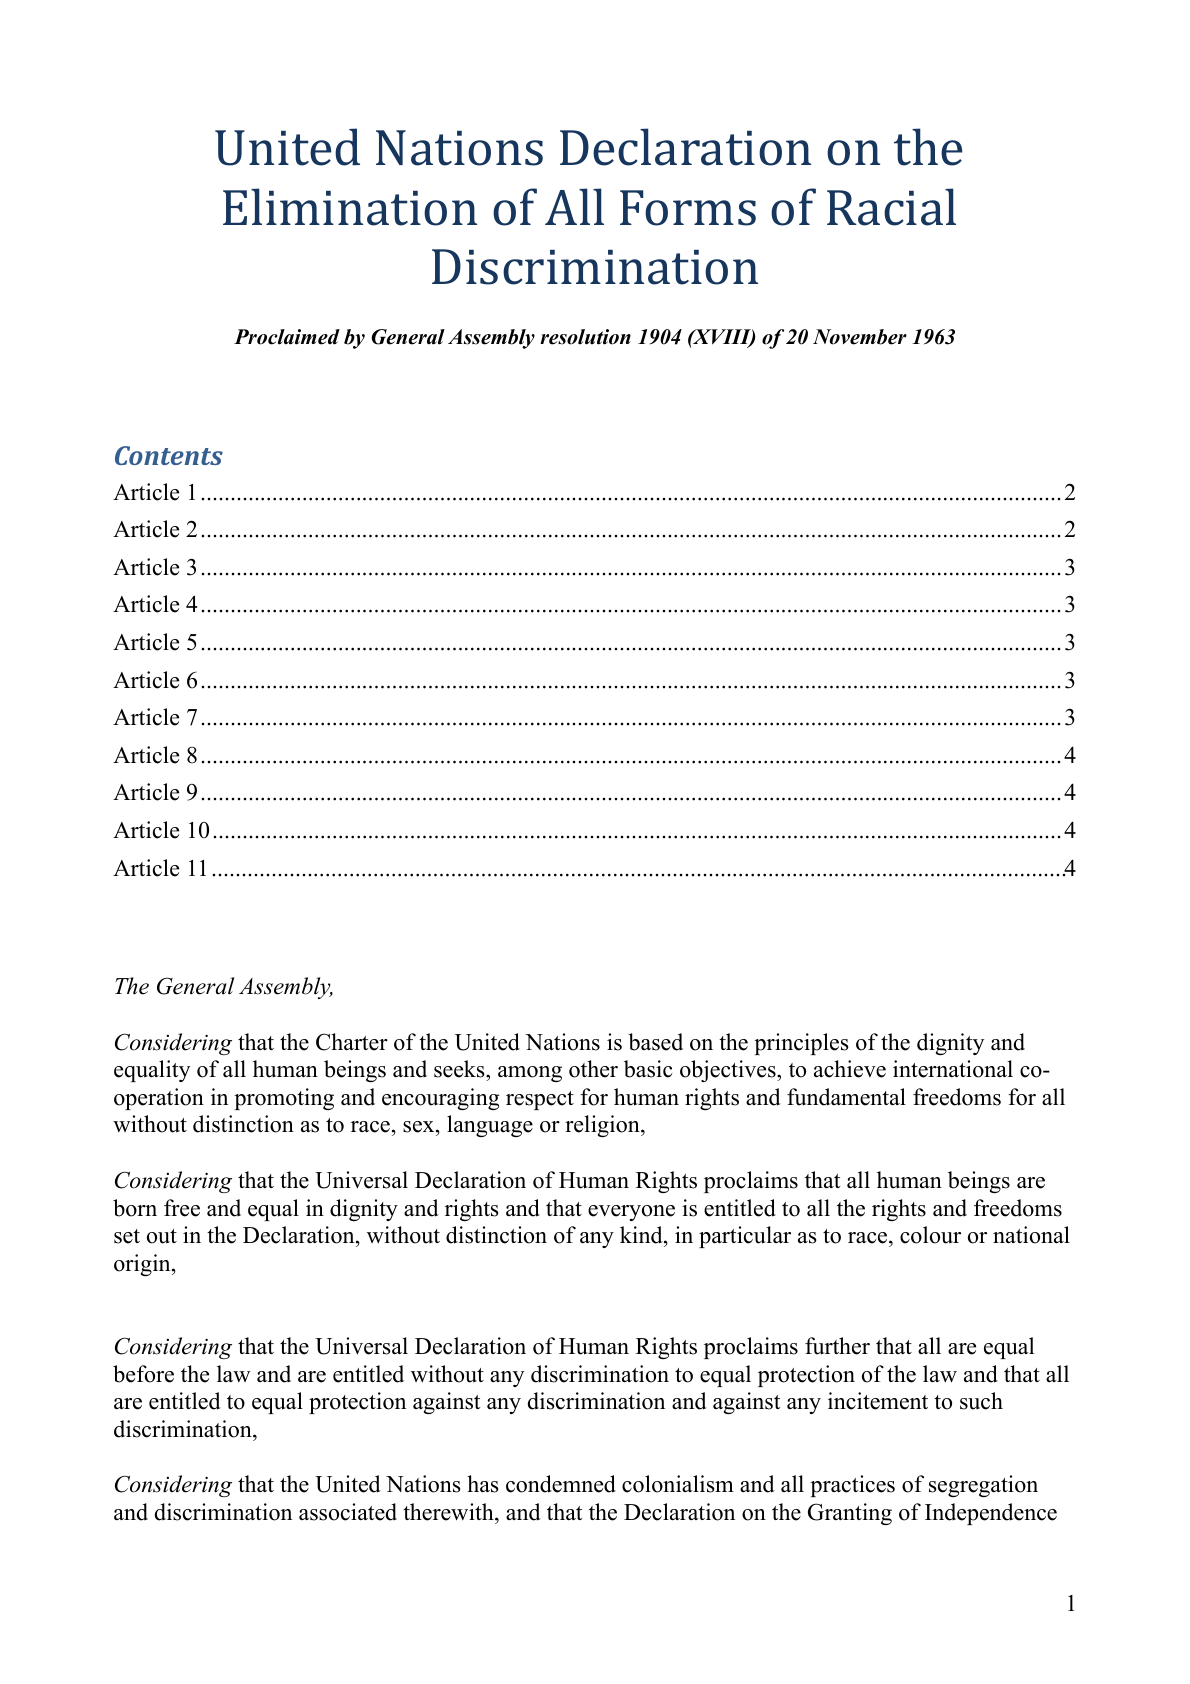 United Nations Declaration on the
Elimination of All Forms of Racial
Discrimination
Proclaimed by General Assembly resolution 1904 (XVIII) of 20 November 1963
Contents
Article 1 ........................................................................................................................ 2
Article 2 ........................................................................................................................ 2
Article 3 ........................................................................................................................ 3
Article 4 ........................................................................................................................ 3
Article 5 ........................................................................................................................ 3
Article 6 ........................................................................................................................ 3
Article 7 ........................................................................................................................ 3
Article 8 ........................................................................................................................ 4
Article 9 ........................................................................................................................ 4
Article 10 ...................................................................................................................... 4
Article 11 ...................................................................................................................... 4
The General Assembly,
Considering that the Charter of the United Nations is based on the principles of the dignity and
equality of all human beings and seeks, among other basic objectives, to achieve international co-
operation in promoting and encouraging respect for human rights and fundamental freedoms for all
without distinction as to race, sex, language or religion,
Considering that the Universal Declaration of Human Rights proclaims that all human beings are
born free and equal in dignity and rights and that everyone is entitled to all the rights and freedoms
set out in the Declaration, without distinction of any kind, in particular as to race, colour or national
origin,
Considering that the Universal Declaration of Human Rights proclaims further that all are equal
before the law and are entitled without any discrimination to equal protection of the law and that all
are entitled to equal protection against any discrimination and against any incitement to such
discrimination,
Considering that the United Nations has condemned colonialism and all practices of segregation
and discrimination associated therewith, and that the Declaration on the Granting of Independence
1